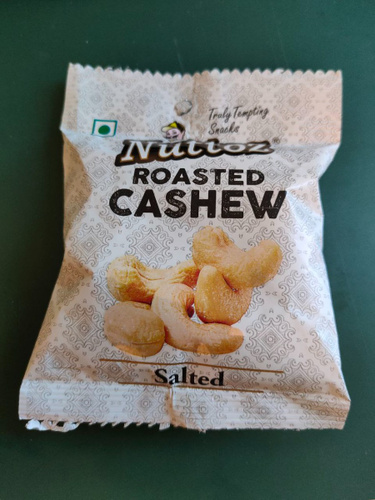 Truly Tempting
Snacks
Nuttoz®
ROASTED
CASHEW
Salted